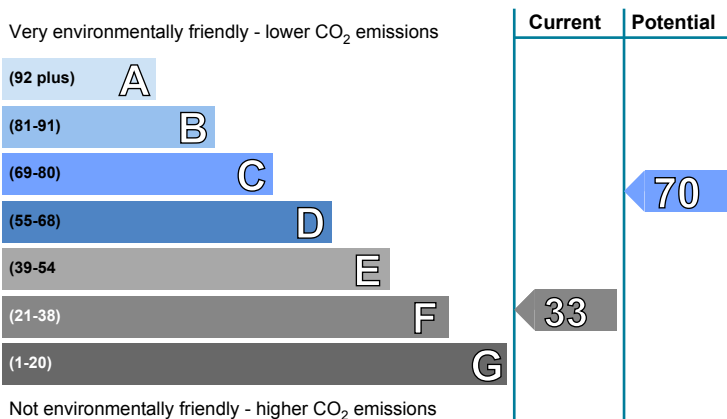 Very environmentally friendly - lower CO2 emissions
Current
Potential
(92 plus) A
(81-91) B
(69-80) C
70
(55-68) D
(39-54 E
(21-38) F
33
(1-20) G
Not environmentally friendly - higher CO2 emissions